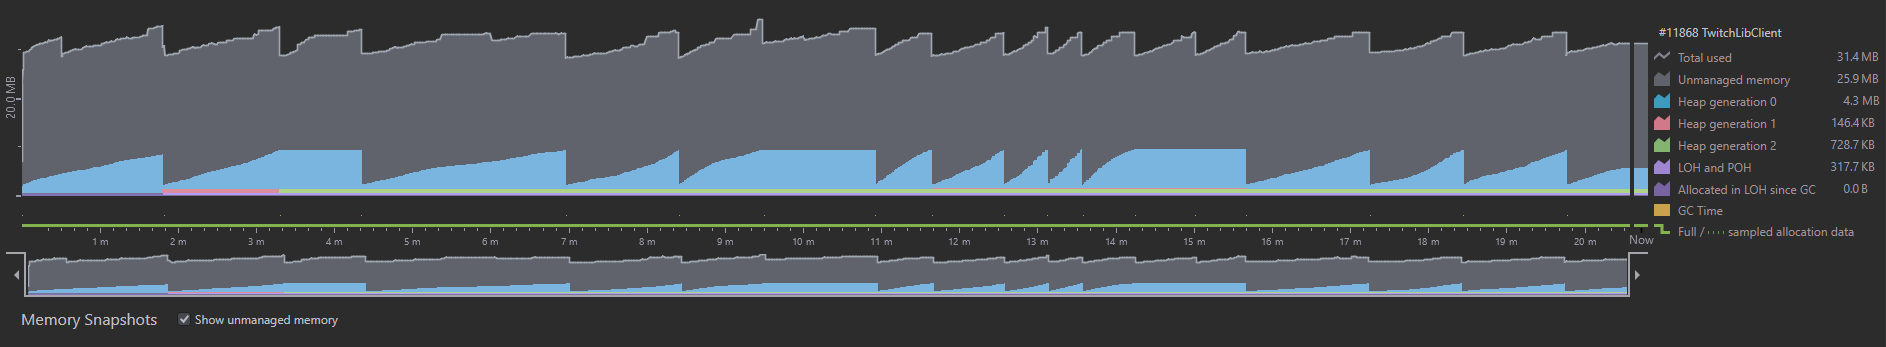 20.0 MB
#11868 TwitchLibClient
Total used 31.4 MB
Unmanaged memory 25.9 MB
Heap generation 0 4.3 MB
Heap generation 1 146.4 KB
Heap generation 2 728.7 KB
LOH and POH 317.7 KB
Allocated in LOH since GC 0.0 B
GC Time
Full / ···· sampled allocation data
1 m 2 m 3 m 4 m 5 m 6 m 7 m 8 m 9 m 10 m 11 m 12 m 13 m 14 m 15 m 16 m 17 m 18 m 19 m 20 m Now
Memory Snapshots Show unmanaged memory